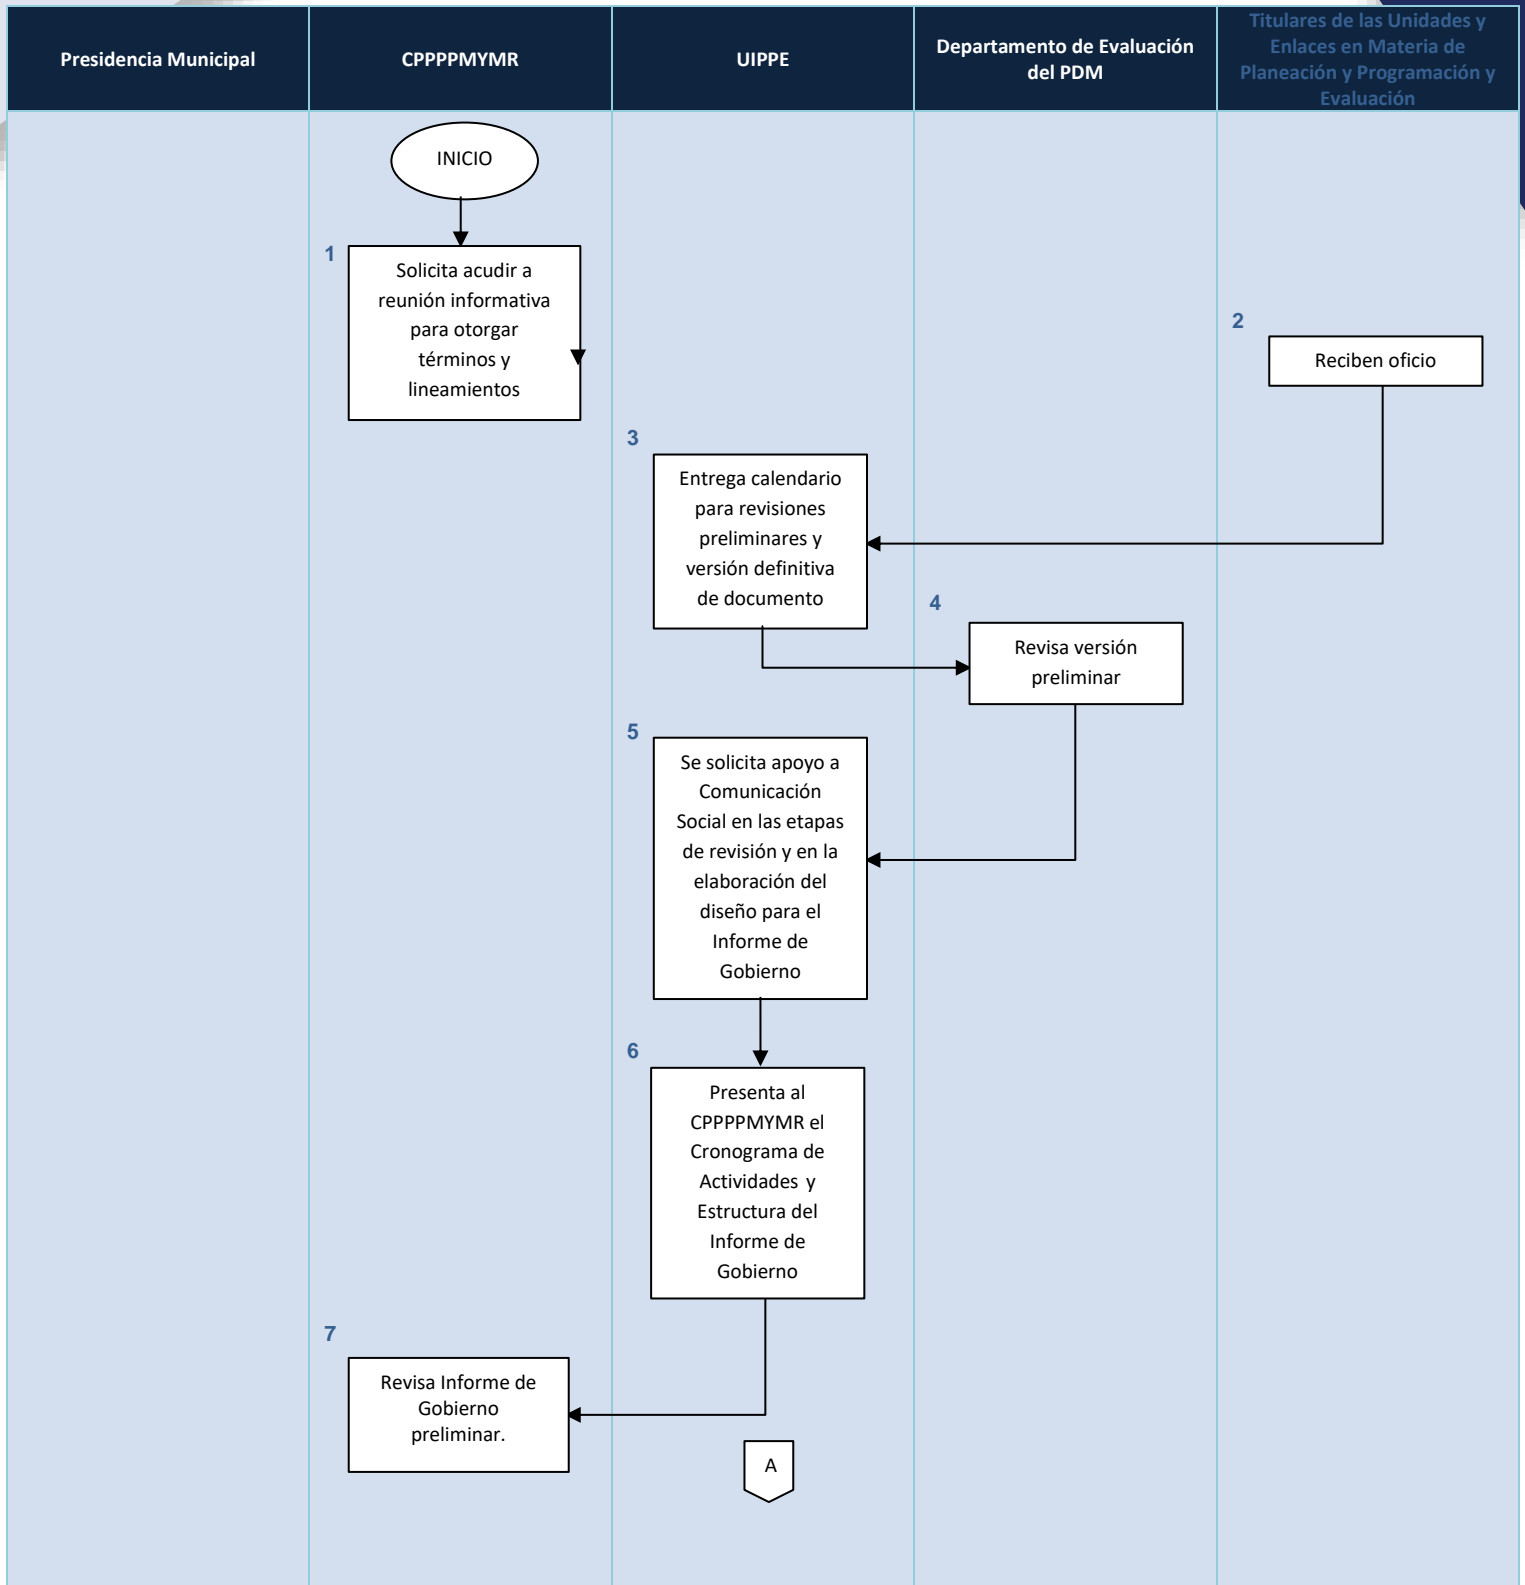 Presidencia Municipal
CPPPPMYMR
UIPPE
Departamento de Evaluación
del PDM
Titulares de las Unidades y
Enlaces en Materia de
Planeación y Programación y
Evaluación
INICIO
1
Solicita acudir a
reunión informativa
para otorgar
términos y
lineamientos
2
Reciben oficio
3
Entrega calendario
para revisiones
preliminares y
versión definitiva
de documento
4
Revisa versión
preliminar
5
Se solicita apoyo a
Comunicación
Social en las etapas
de revisión y en la
elaboración del
diseño para el
Informe de
Gobierno
6
Presenta al
CPPPPMYMR el
Cronograma de
Actividades y
Estructura del
Informe de
Gobierno
7
Revisa Informe de
Gobierno
preliminar.
A